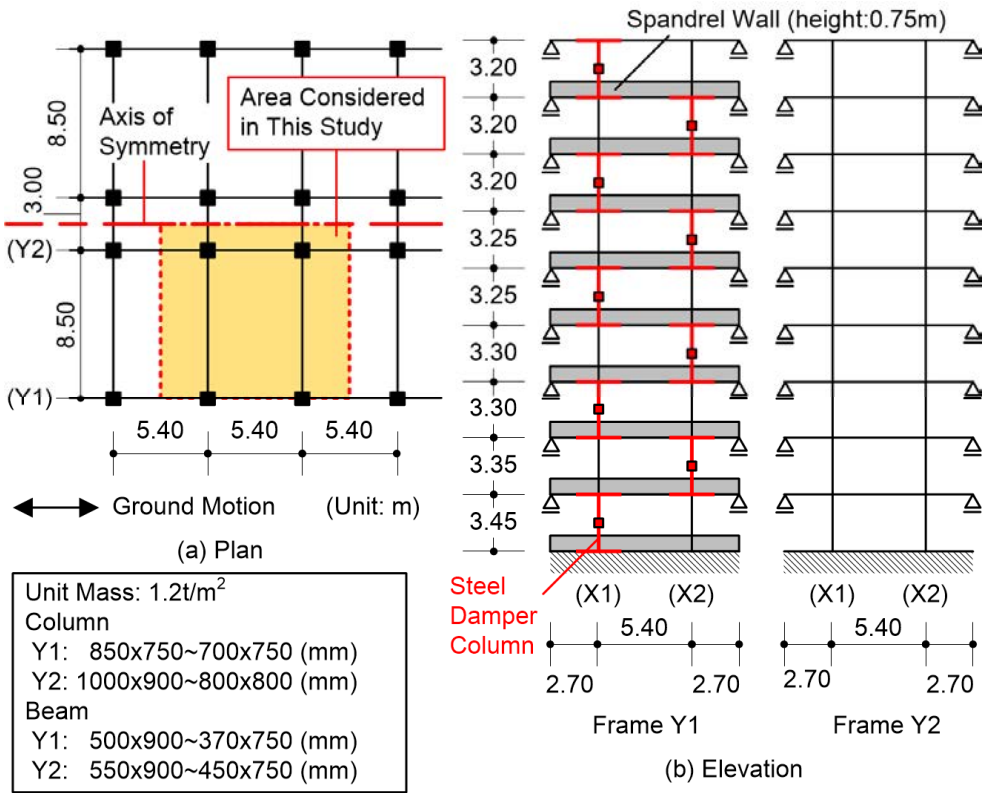 8.50
3.00
8.50
Axis of
Symmetry
Area Considered
in This Study
(Y2)
(Y1)
5.40 5.40 5.40
Ground Motion (Unit: m)
(a) Plan
Unit Mass: 1.2t/m²
Column
Y1: 850x750~700x750 (mm)
Y2: 1000x900~800x800 (mm)
Beam
Y1: 500x900~370x750 (mm)
Y2: 550x900~450x750 (mm)
Spandrel Wall (height:0.75m)
3.20
3.20
3.20
3.25
3.25
3.30
3.30
3.35
3.45
Steel
Damper
Column
(X1) (X2) (X1) (X2)
5.40 5.40
2.70 2.70 2.70 2.70
Frame Y1 Frame Y2
(b) Elevation